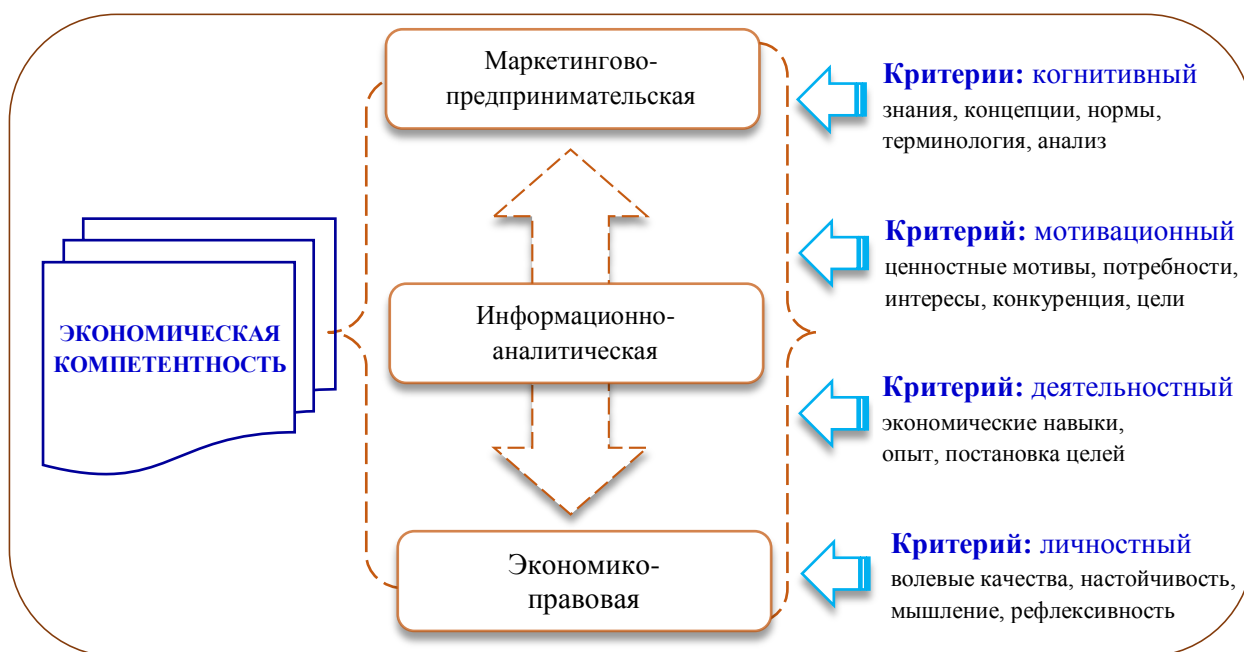 ЭКОНОМИЧЕСКАЯ
КОМПЕТЕНТНОСТЬ
Маркетингово-
предпринимательская
Информационно-
аналитическая
Экономико-
правовая
Критерии: когнитивный
знания, концепции, нормы,
терминология, анализ
Критерий: мотивационный
ценностные мотивы, потребности,
интересы, конкуренция, цели
Критерий: деятельностный
экономические навыки,
опыт, постановка целей
Критерий: личностный
волевые качества, настойчивость,
мышление, рефлексивность